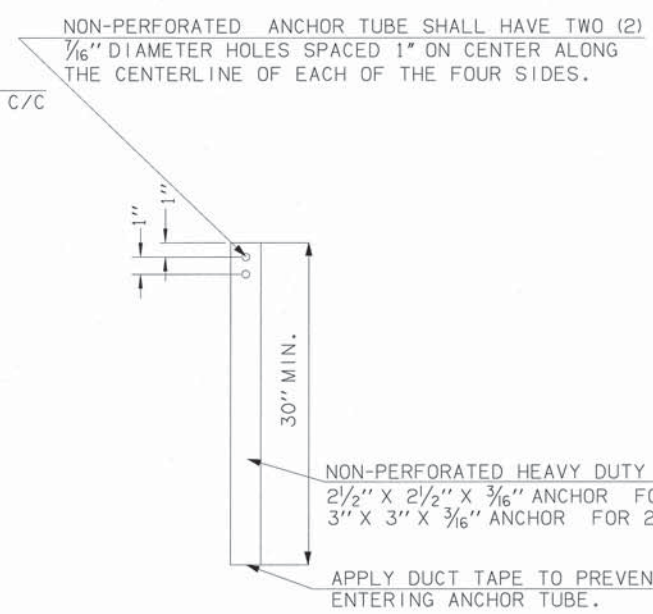 NON-PERFORATED ANCHOR TUBE SHALL HAVE TWO (2)
7/16" DIAMETER HOLES SPACED 1" ON CENTER ALONG
THE CENTERLINE OF EACH OF THE FOUR SIDES.
C/C
1"
1"
30" MIN.
NON-PERFORATED HEAVY DUTY
2 1/2" X 2 1/2" X 3/16" ANCHOR
3" X 3" X 3/16" ANCHOR FOR 2
APPLY DUCT TAPE TO
ENTERING ANCHOR TUBE.